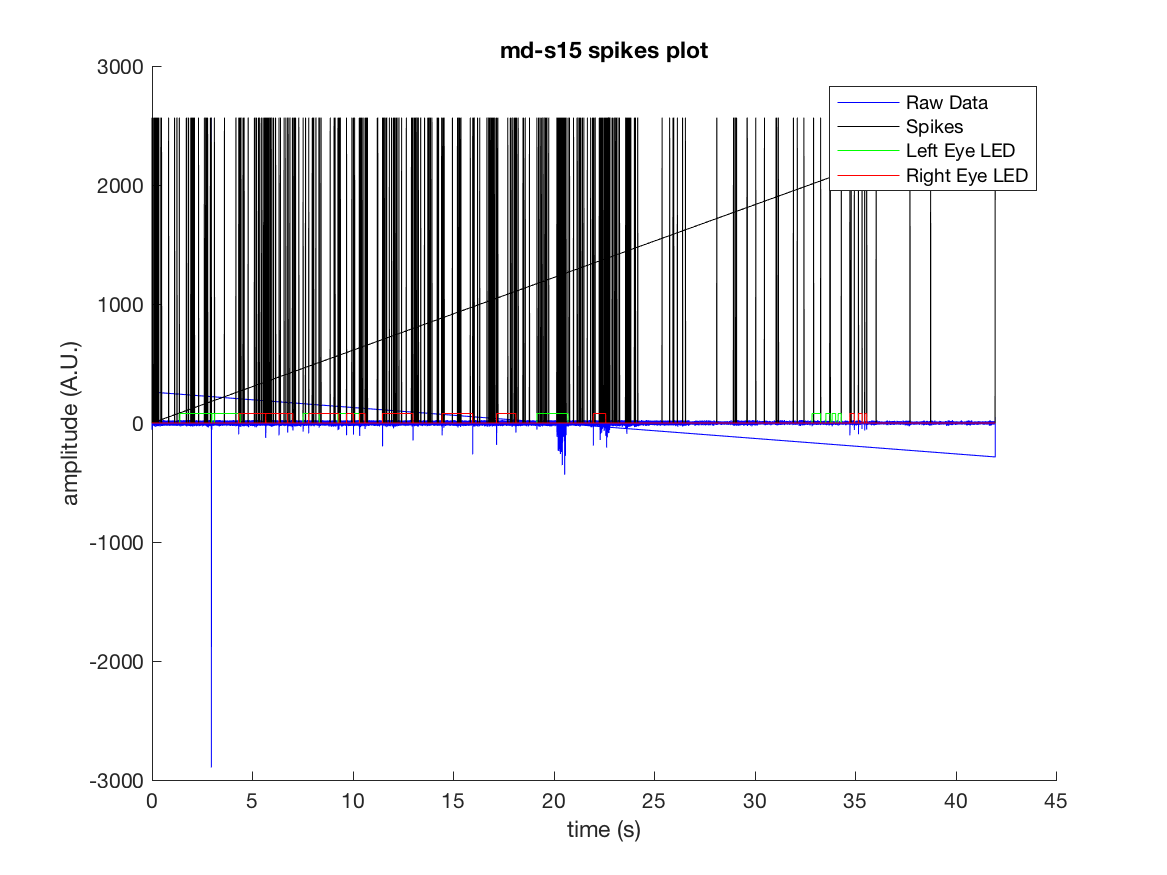 md-s15 spikes plot
3000
2000
1000
0
-1000
-2000
-3000
amplitude (A.U.)
Raw Data
Spikes
Left Eye LED
Right Eye LED
0 5 10 15 20 25 30 35 40 45
time (s)